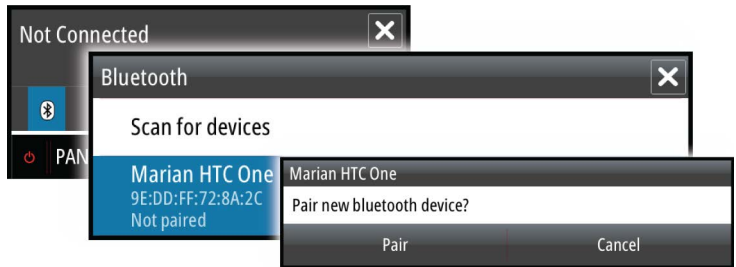 Not Connected
Bluetooth
Scan for devices
PAN
Marian HTC One
9E:DD:FF:72:8A:2C
Not paired
Marian HTC One
Pair new bluetooth device?
Pair Cancel